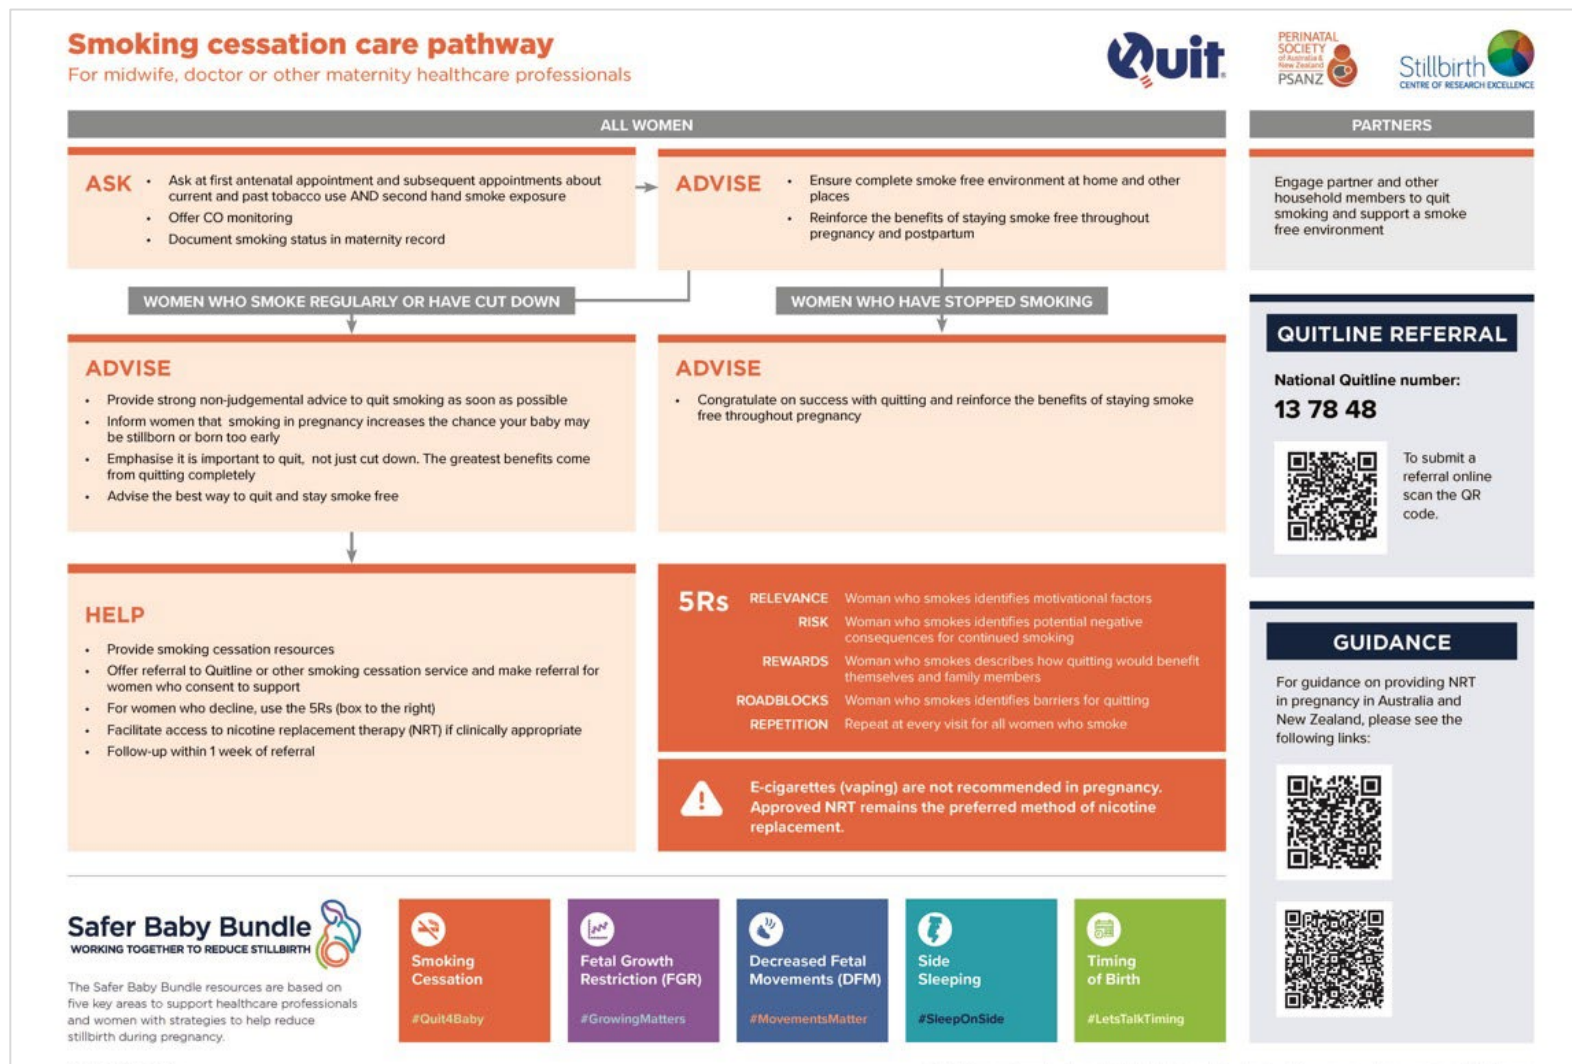 Smoking cessation care pathway
For midwife, doctor or other maternity healthcare professionals
Quit
PERINATAL
SOCIETY
of Australia &
New Zealand
PSANZ
Stillbirth
CENTRE OF RESEARCH EXCELLENCE
ALL WOMEN
ASK
• Ask at first antenatal appointment and subsequent appointments about
current and past tobacco use AND second hand smoke exposure
• Offer CO monitoring
• Document smoking status in maternity record
ADVISE
• Ensure complete smoke free environment at home and other
places
• Reinforce the benefits of staying smoke free throughout
pregnancy and postpartum
WOMEN WHO SMOKE REGULARLY OR HAVE CUT DOWN
WOMEN WHO HAVE STOPPED SMOKING
ADVISE
• Provide strong non-judgemental advice to quit smoking as soon as possible
• Inform women that smoking in pregnancy increases the chance your baby may
be stillborn or born too early
• Emphasise it is important to quit, not just cut down. The greatest benefits come
from quitting completely
• Advise the best way to quit and stay smoke free
ADVISE
• Congratulate on success with quitting and reinforce the benefits of staying smoke
free throughout pregnancy
HELP
• Provide smoking cessation resources
• Offer referral to Quitline or other smoking cessation service and make referral for
women who consent to support
• For women who decline, use the 5Rs (box to the right)
• Facilitate access to nicotine replacement therapy (NRT) if clinically appropriate
• Follow-up within 1 week of referral
5Rs
RELEVANCE Woman who smokes identifies motivational factors
RISK Woman who smokes identifies potential negative
consequences for continued smoking
REWARDS Woman who smokes describes how quitting would benefit
themselves and family members
ROADBLOCKS Woman who smokes identifies barriers for quitting
REPETITION Repeat at every visit for all women who smoke
E-cigarettes (vaping) are not recommended in pregnancy.
Approved NRT remains the preferred method of nicotine
replacement.
PARTNERS
Engage partner and other
household members to quit
smoking and support a smoke
free environment
QUITLINE REFERRAL
National Quitline number:
13 78 48
To submit a
referral online
scan the QR
code.
GUIDANCE
For guidance on providing NRT
in pregnancy in Australia and
New Zealand, please see the
following links:
Safer Baby Bundle
WORKING TOGETHER TO REDUCE STILLBIRTH
The Safer Baby Bundle resources are based on
five key areas to support healthcare professionals
and women with strategies to help reduce
stillbirth during pregnancy.
Smoking
Cessation
#Quit4Baby
Fetal Growth
Restriction (FGR)
#GrowingMatters
Decreased Fetal
Movements (DFM)
#MovementsMatter
Side
Sleeping
#SleepOnSide
Timing
of Birth
#LetsTalkTiming